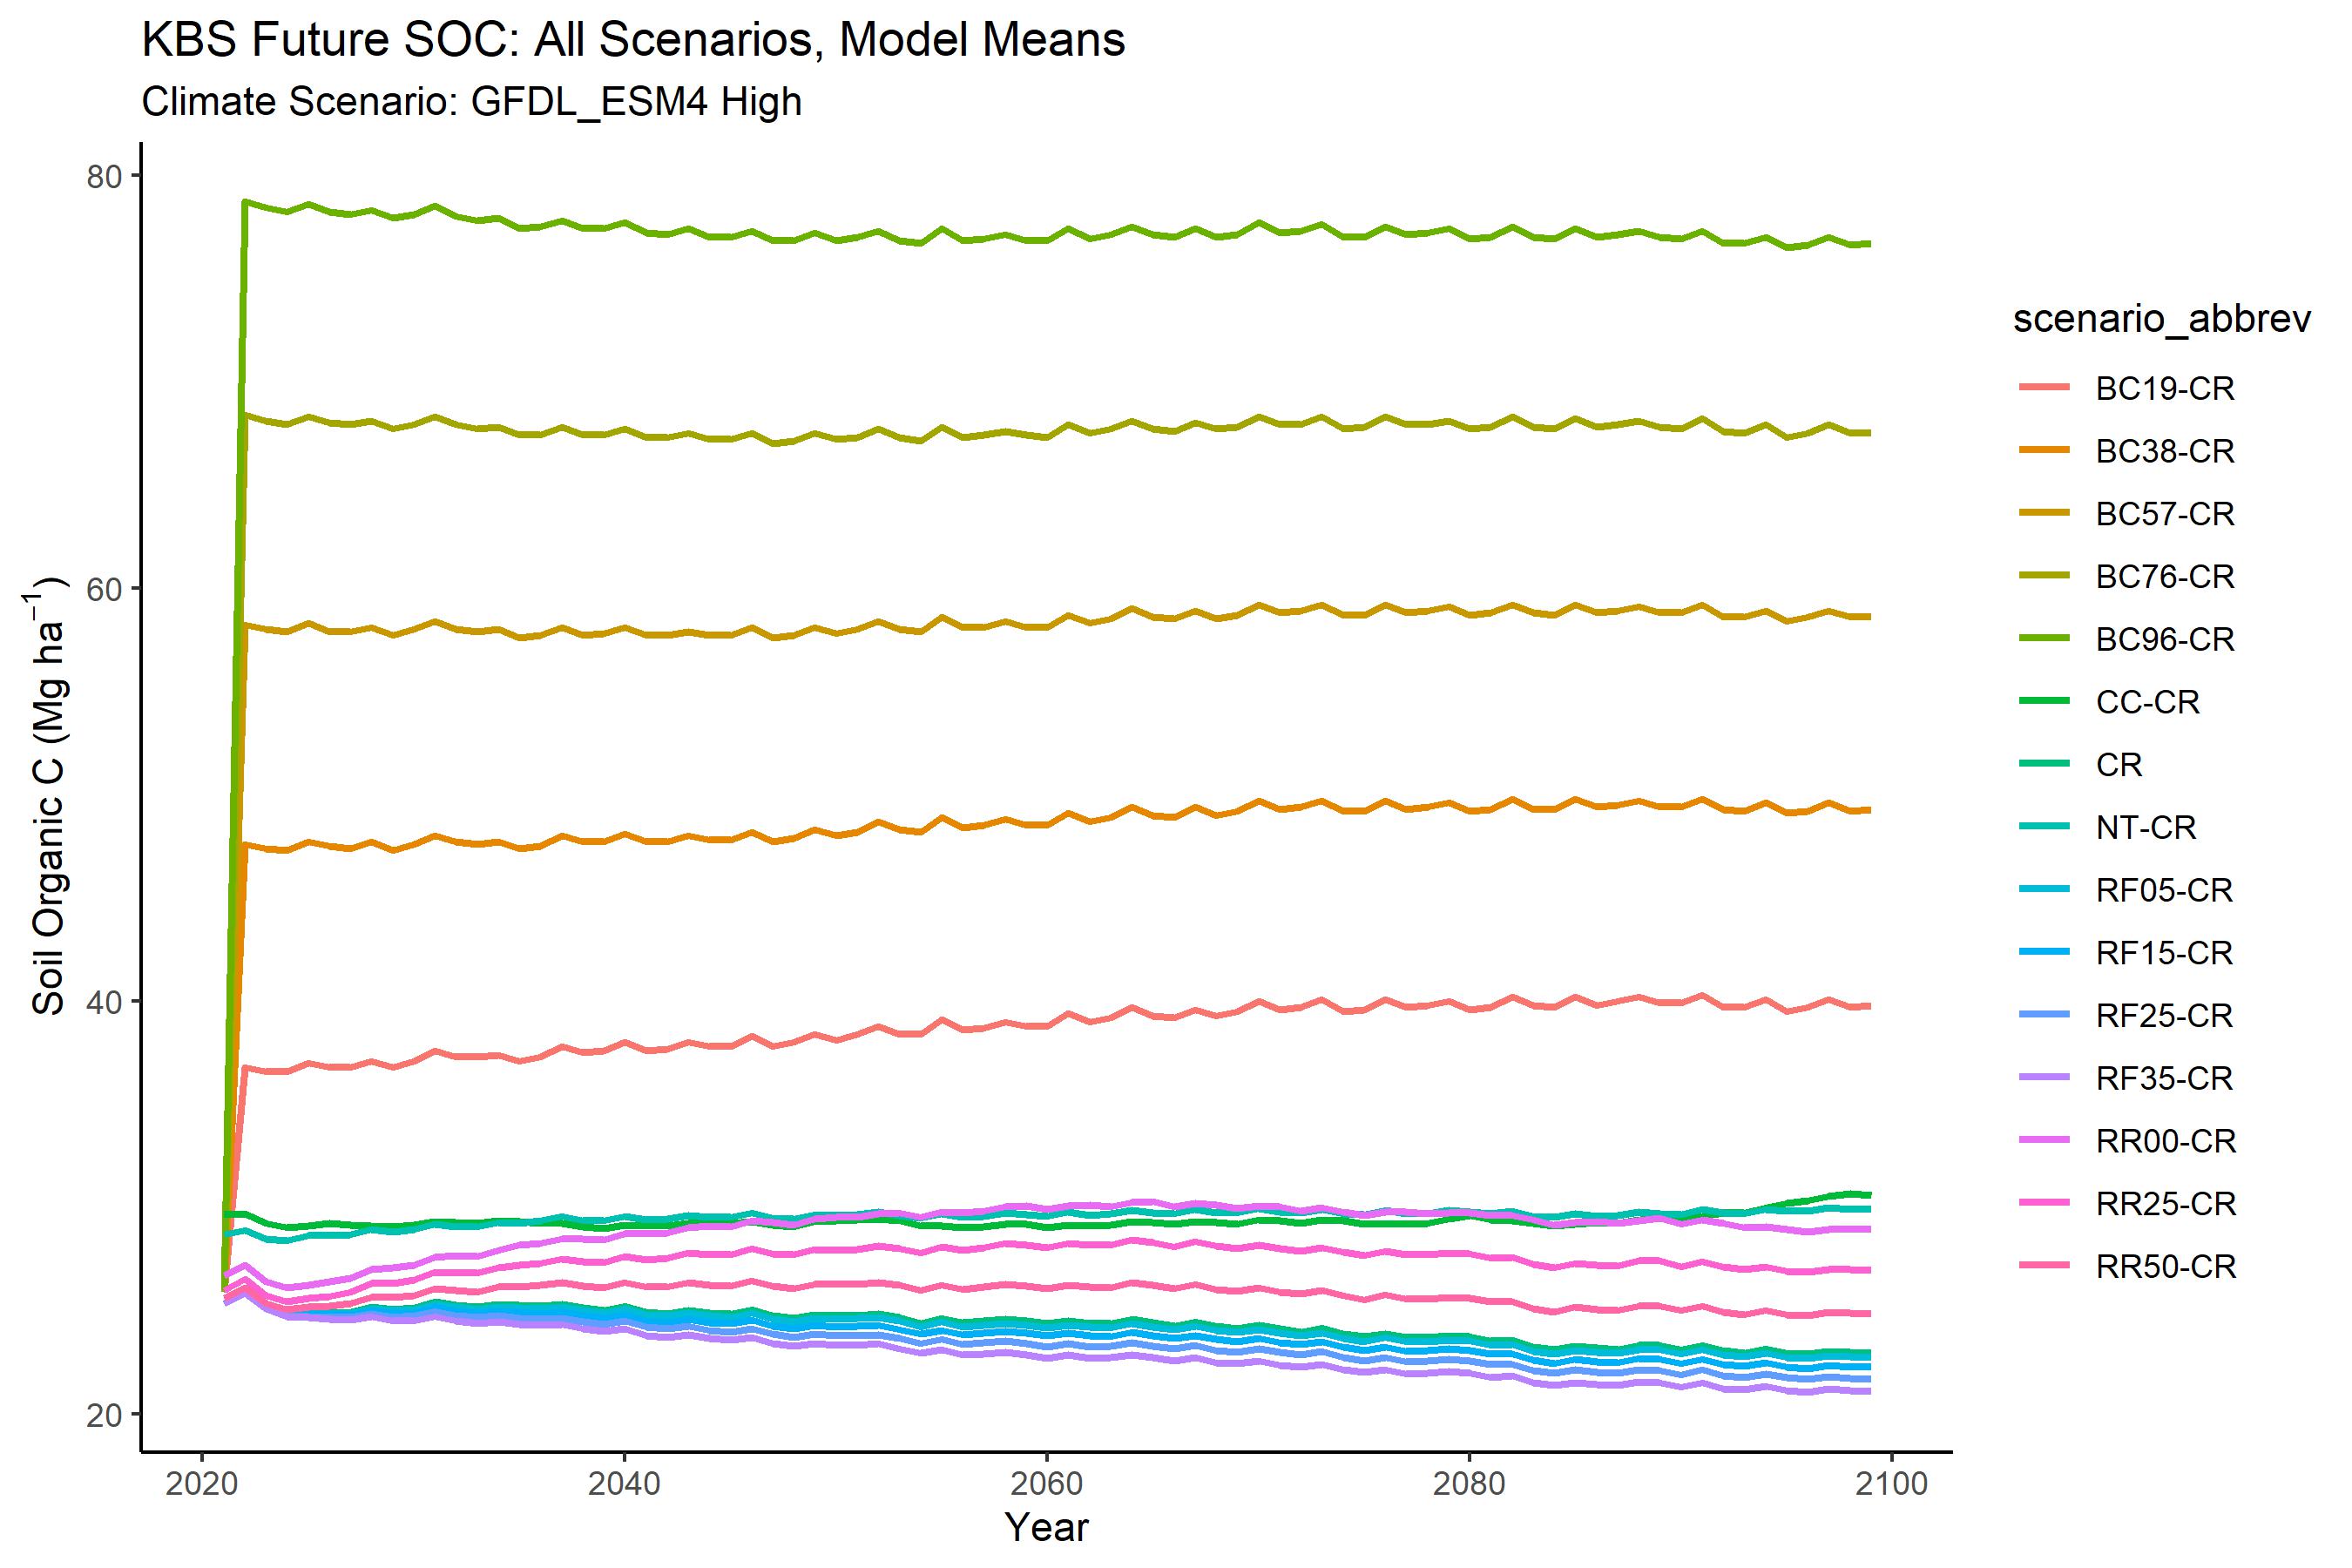 KBS Future SOC: All Scenarios, Model Means
Climate Scenario: GFDL_ESM4 High
80
60
40
20
Soil Organic C (Mg ha⁻¹)
2020
2040
2060
2080
2100
Year
scenario_abbrev
BC19-CR
BC38-CR
BC57-CR
BC76-CR
BC96-CR
CC-CR
CR
NT-CR
RF05-CR
RF15-CR
RF25-CR
RF35-CR
RR00-CR
RR25-CR
RR50-CR